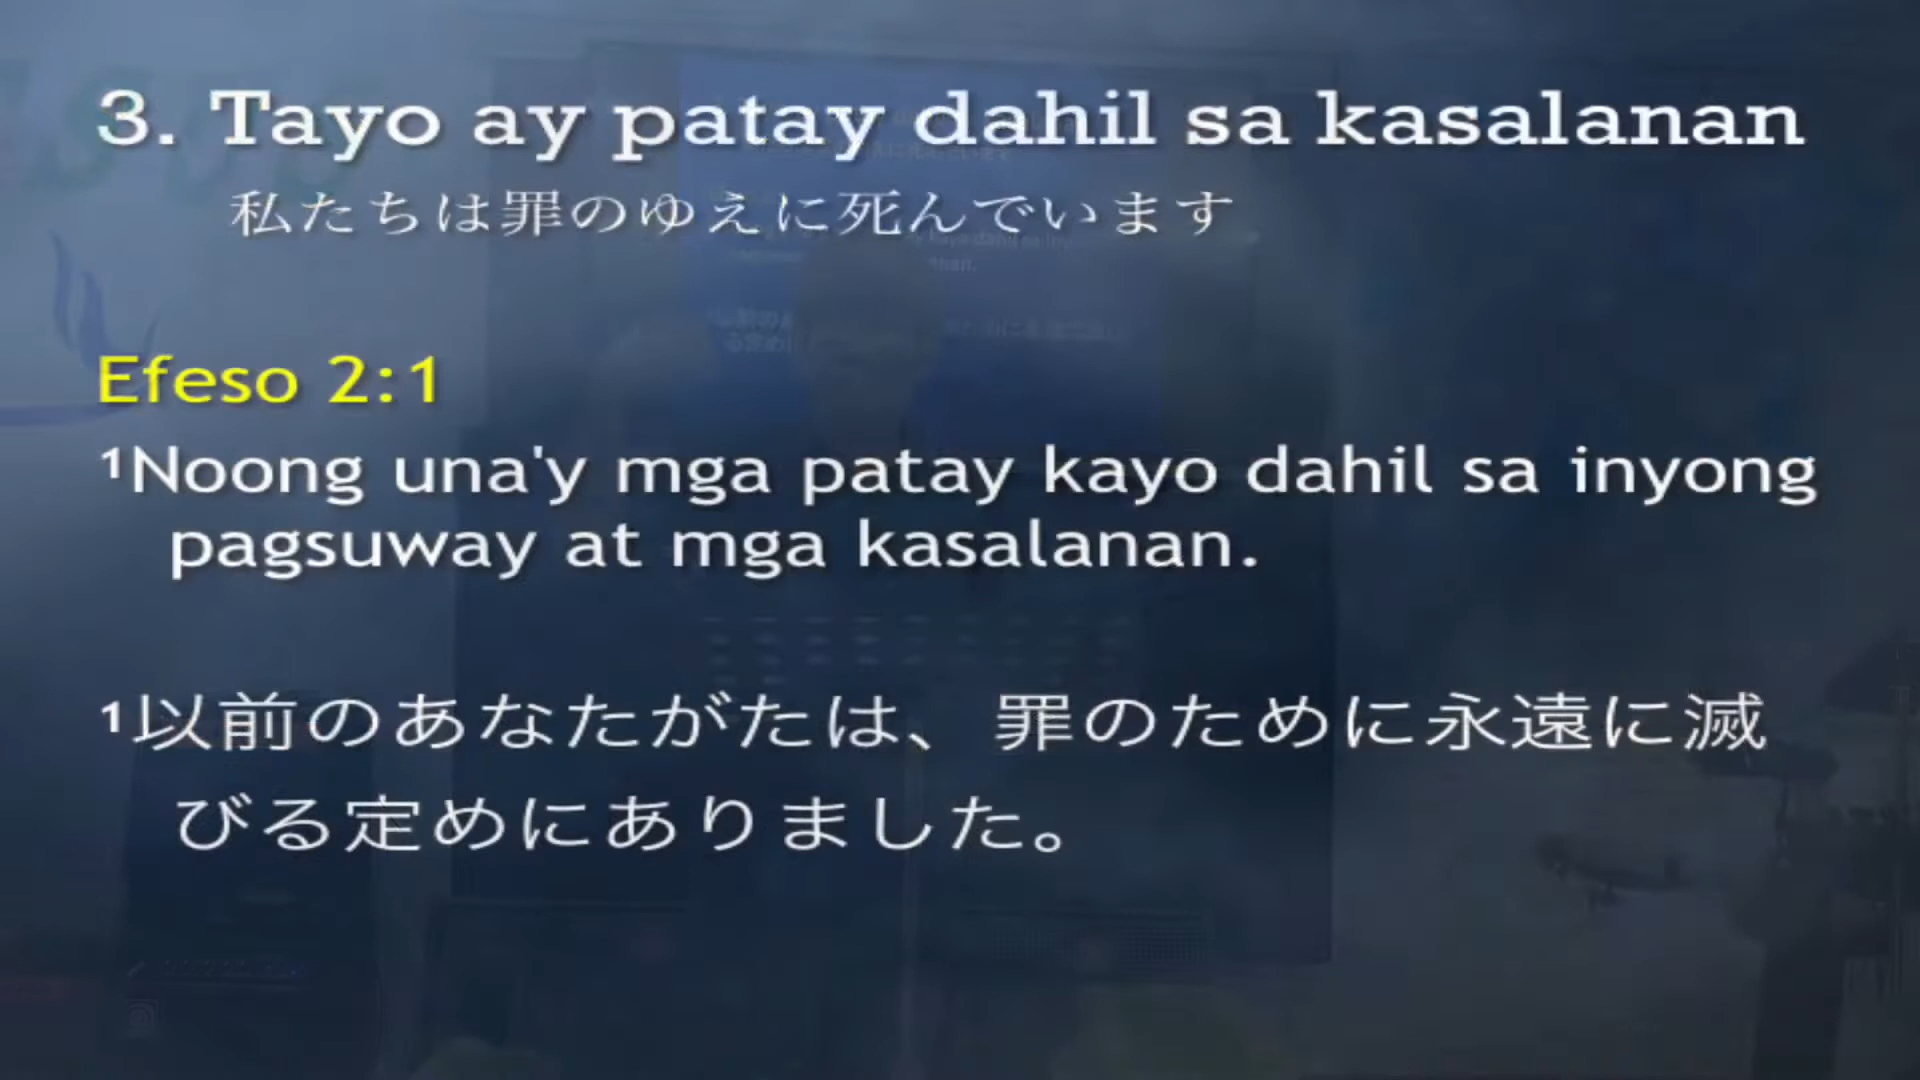 3. Tayo ay patay dahil sa kasalanan
私たちは罪のゆえに死んでいます
Efeso 2:1
¹Noong una'y mga patay kayo dahil sa inyong
pagsuway at mga kasalanan.
¹以前のあなたがたは、罪のために永遠に滅
びる定めにありました。